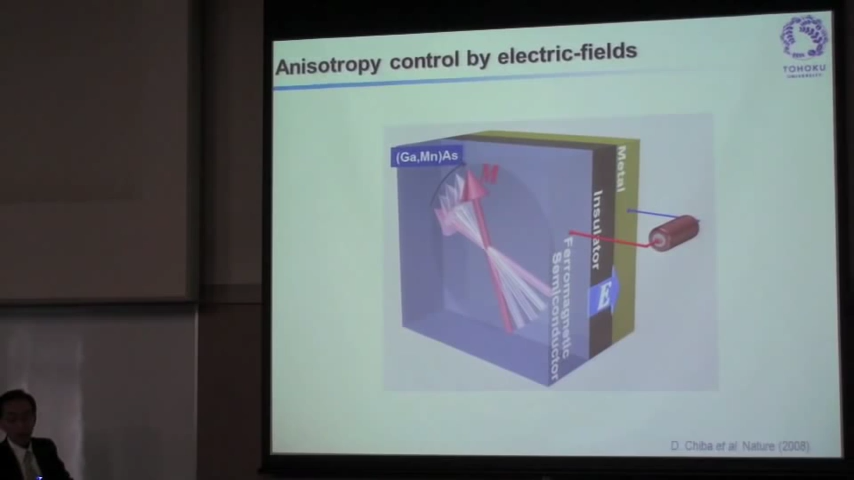 Anisotropy control by electric-fields
TOHOKU
UNIVERSITY
(Ga,Mn)As
M
Metal
Insulator
Ferromagnetic
Semiconductor
E
D. Chiba et al. Nature (2008)